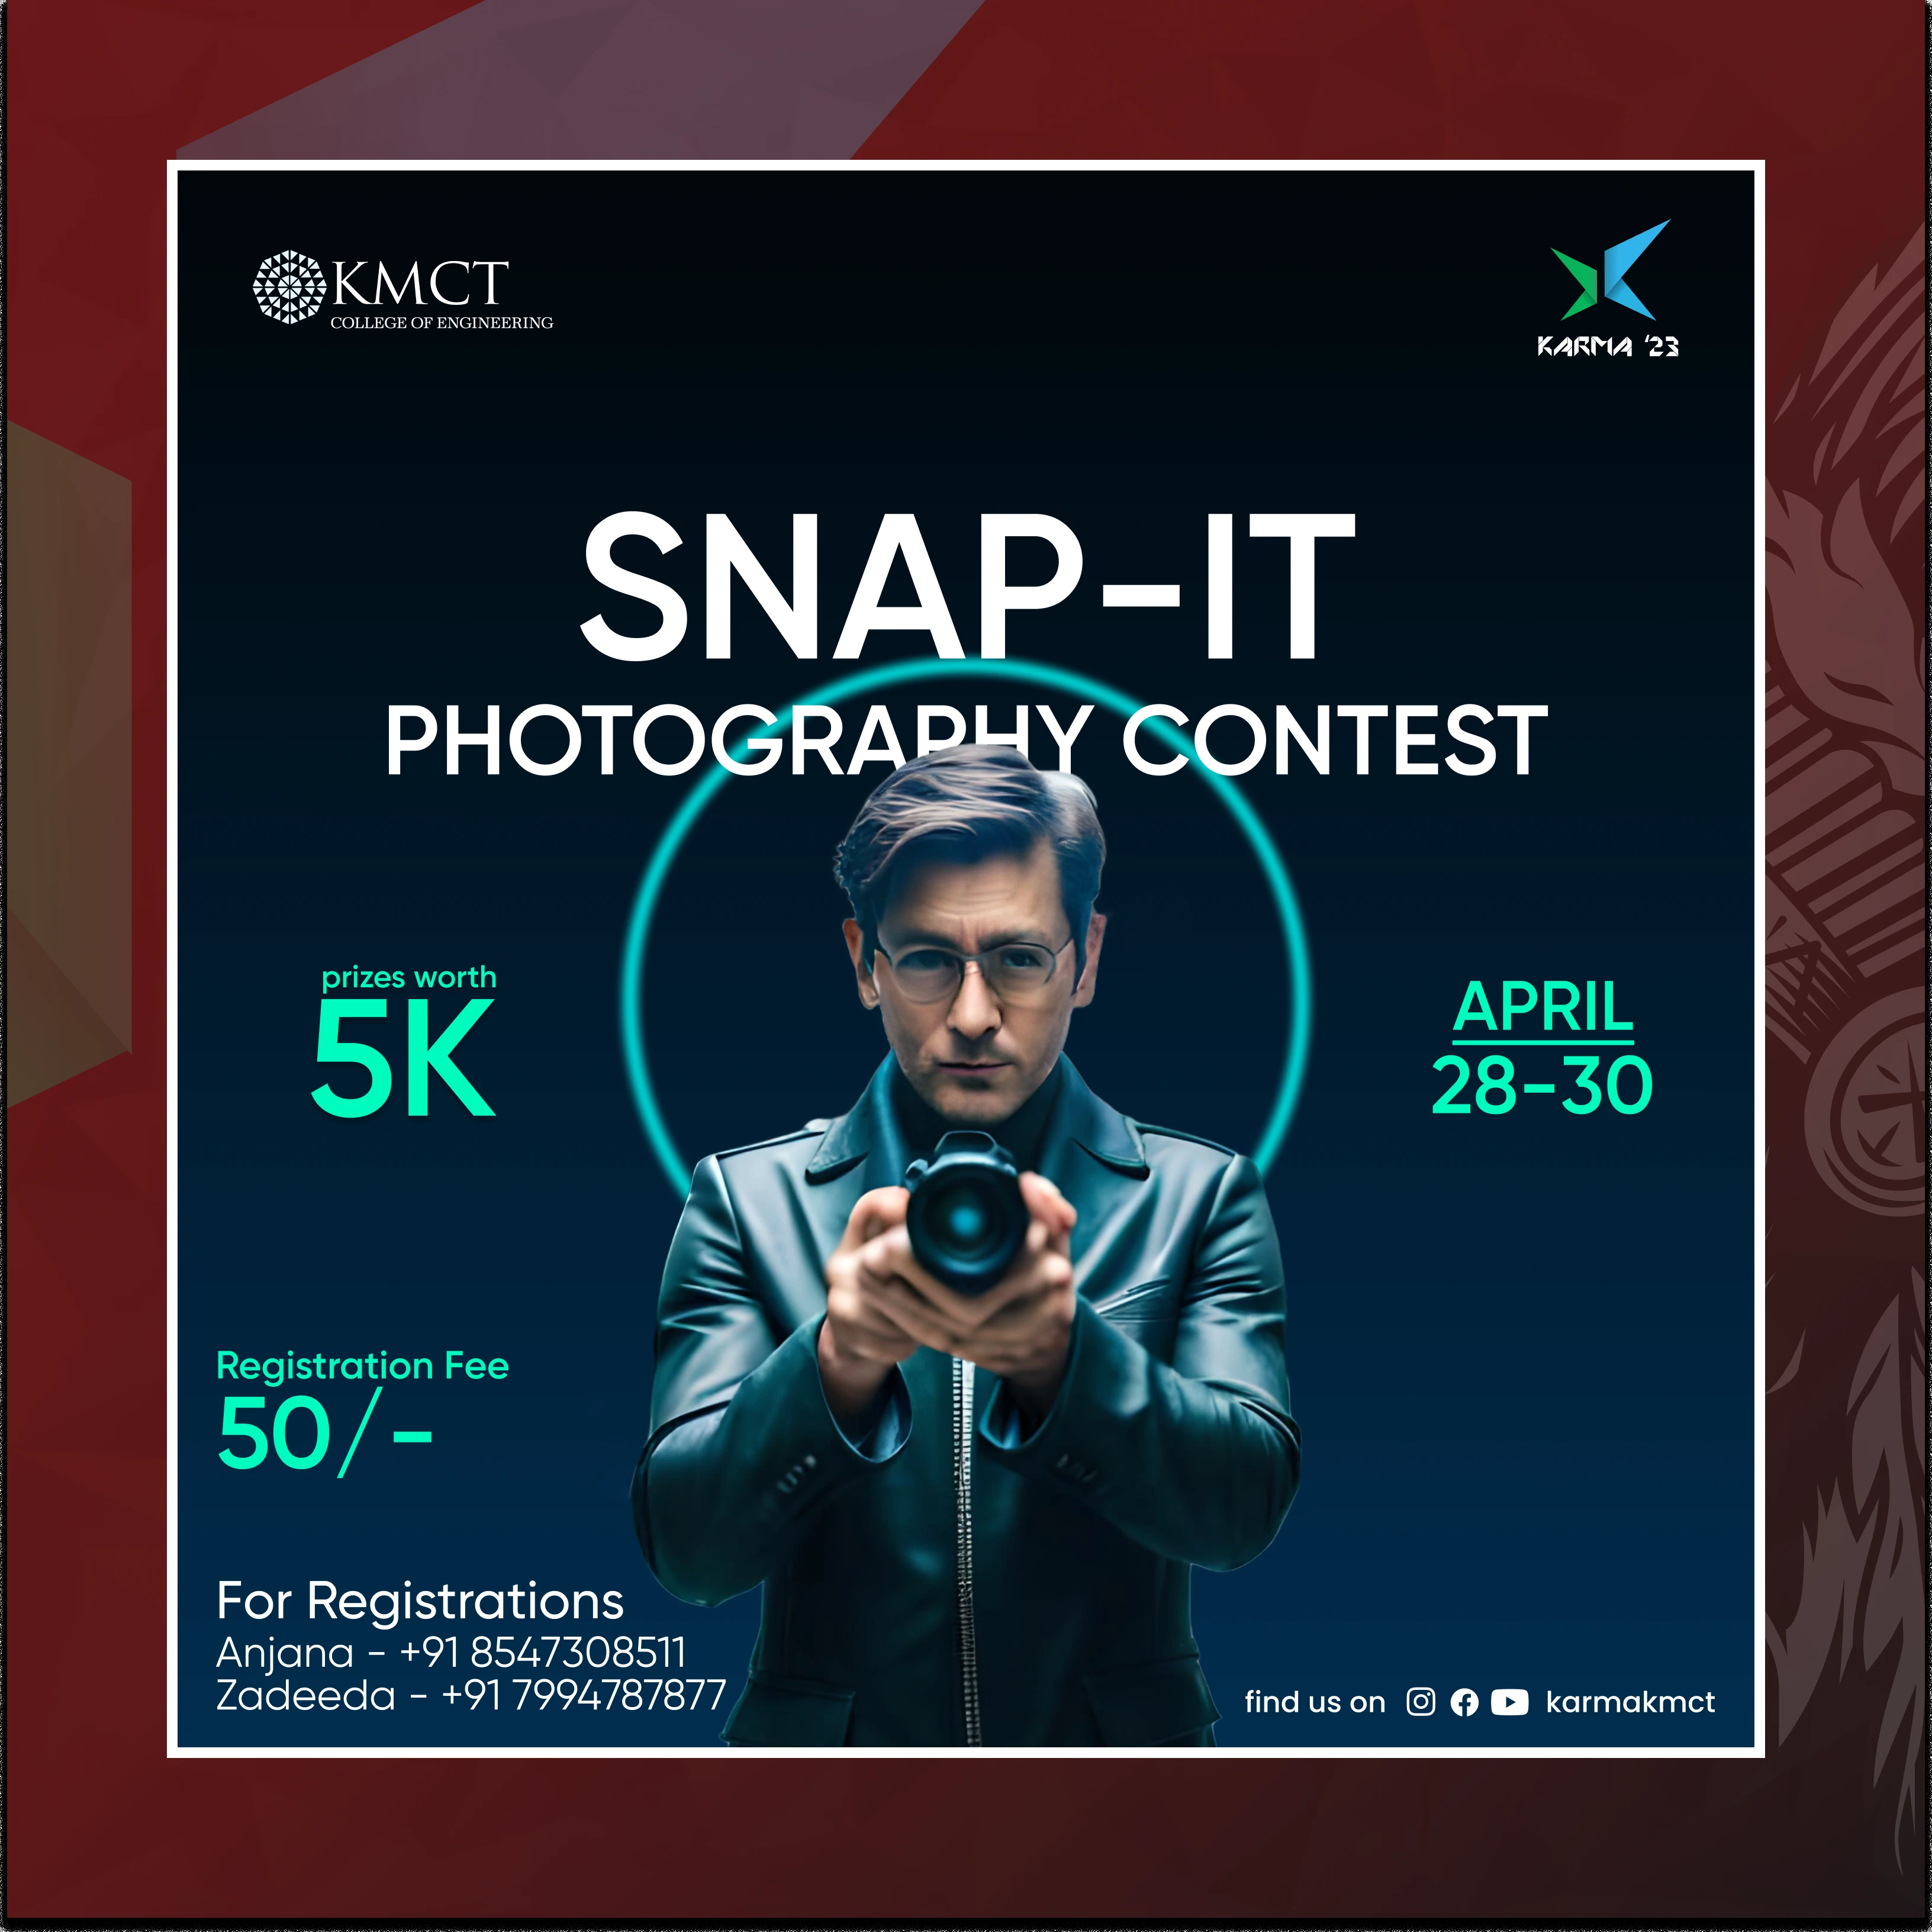 KMCT
COLLEGE OF ENGINEERING
KARMA '23
SNAP-IT
PHOTOGRAPHY CONTEST
prizes worth
5K
APRIL
28-30
Registration Fee
50/-
For Registrations
Anjana - +91 8547308511
Zadeeda - +91 7994787877
find us on karmakmct